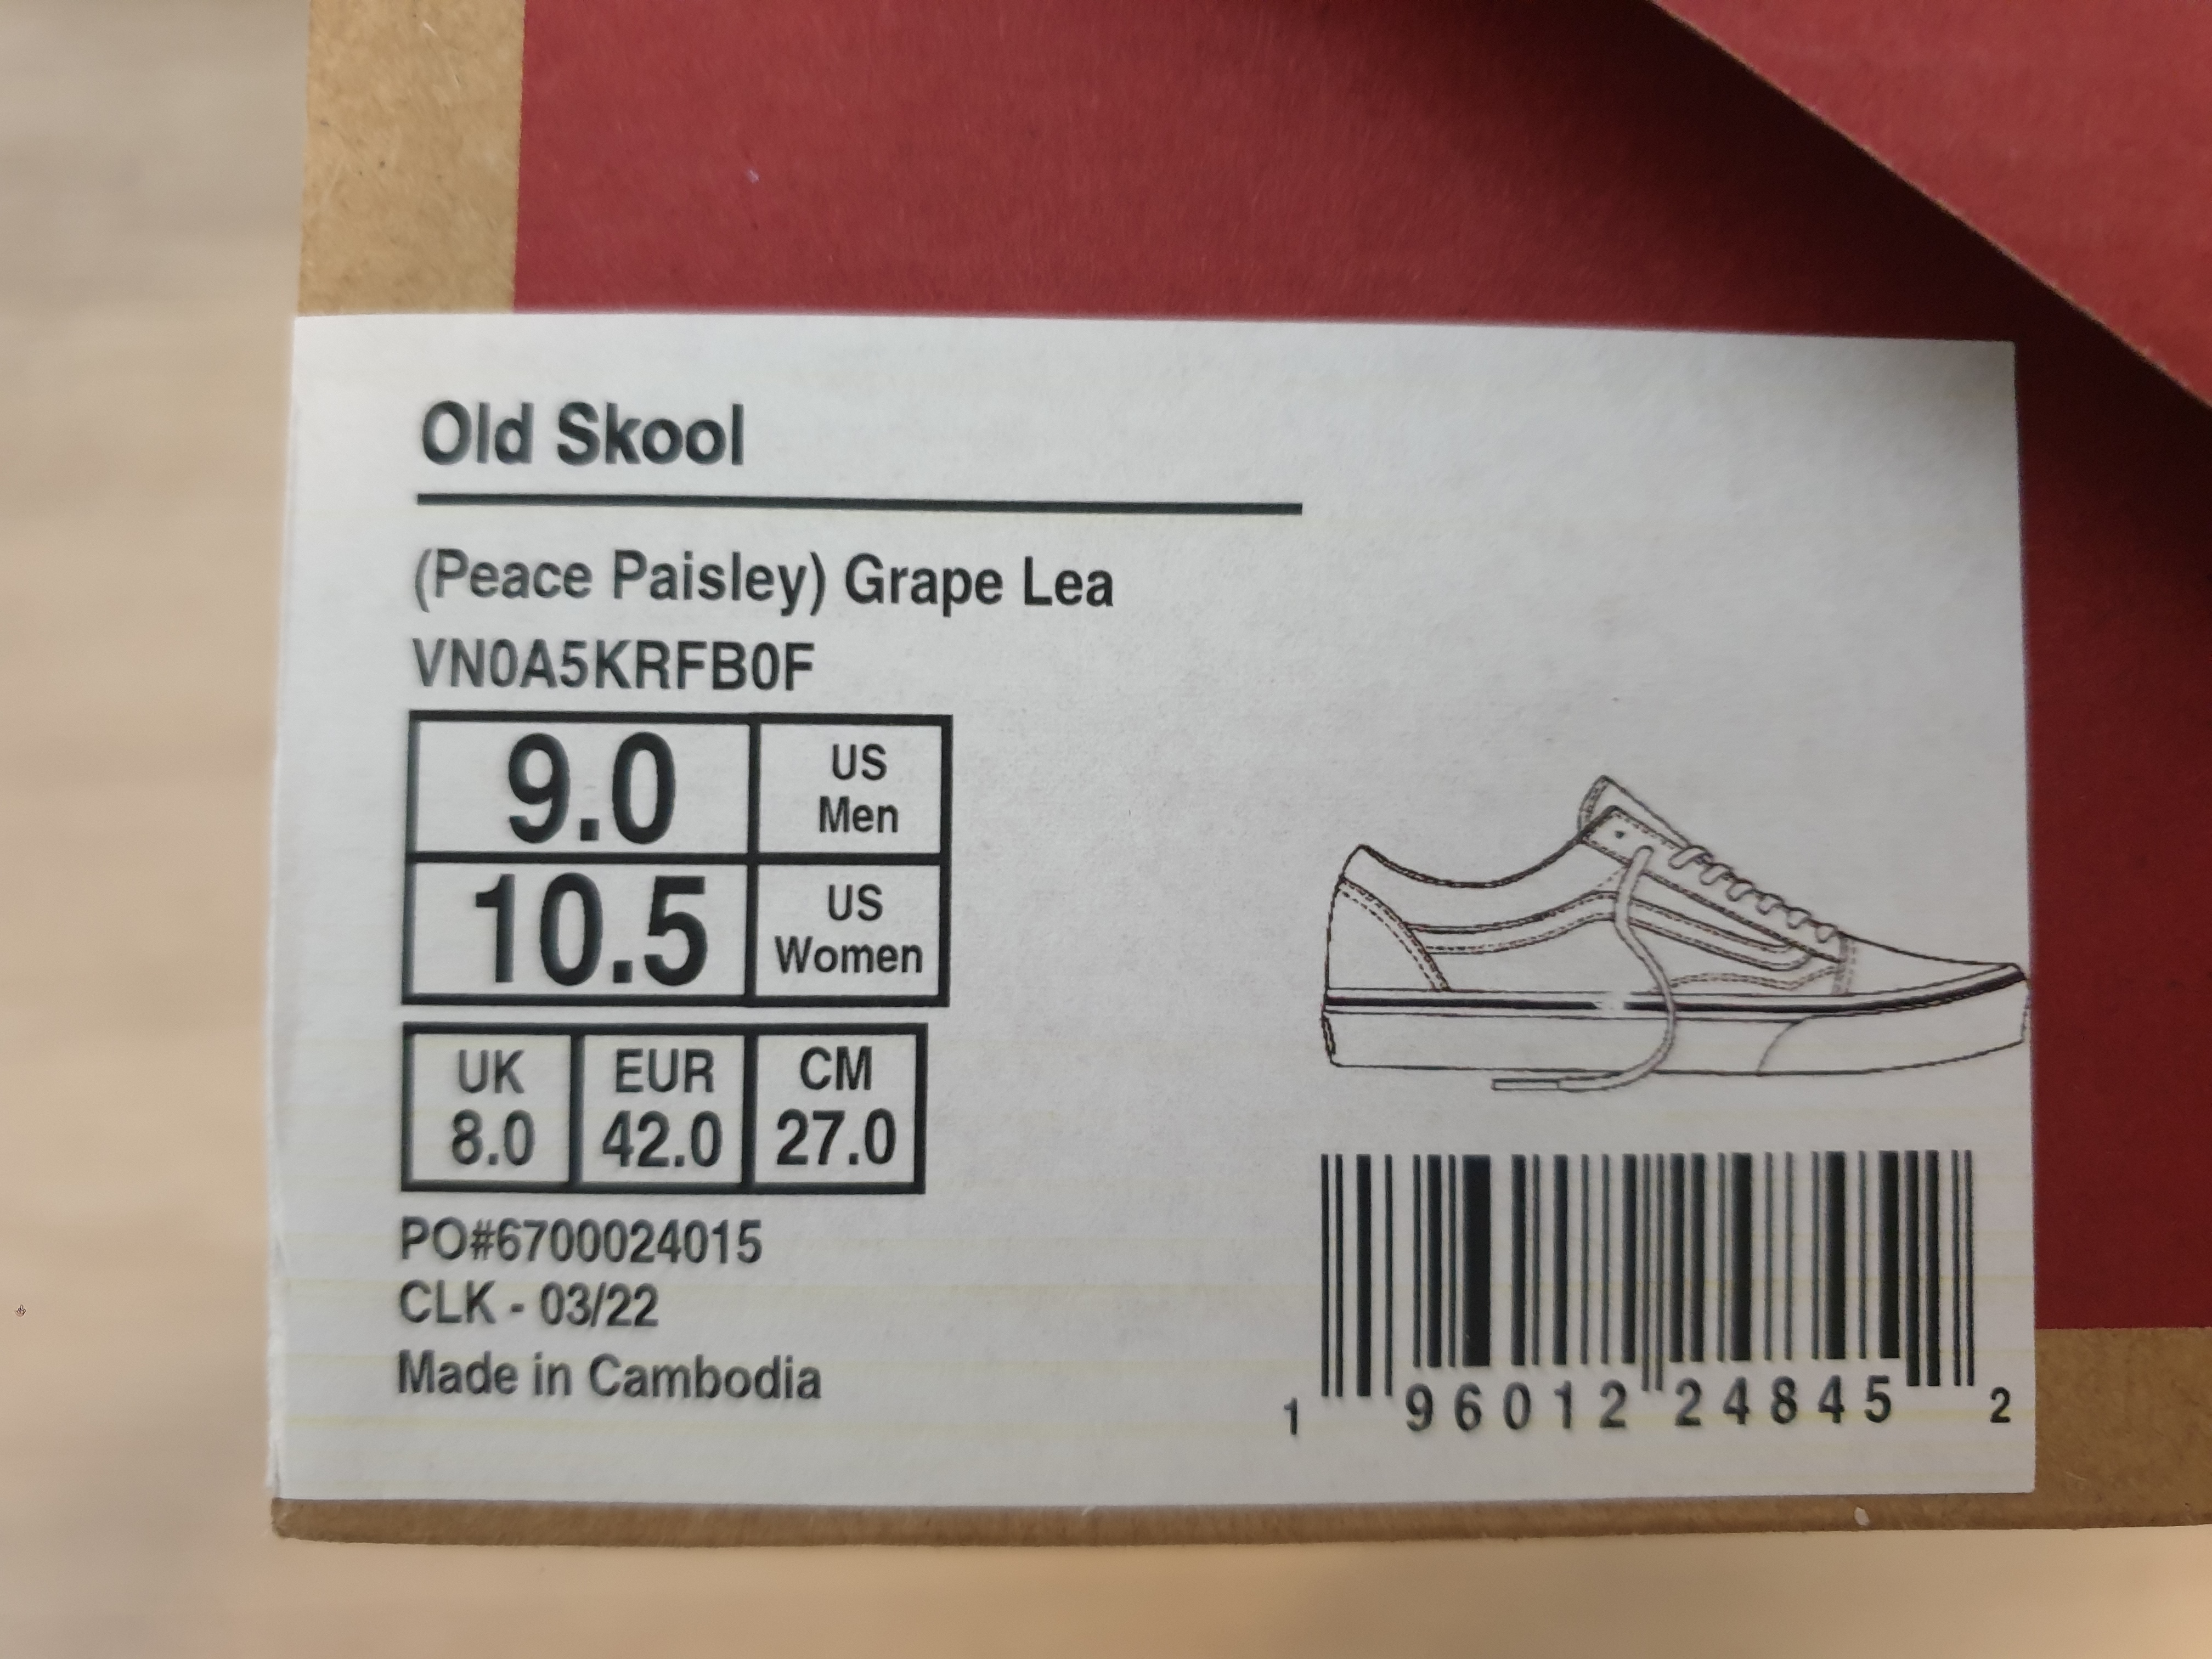 Old Skool
(Peace Paisley) Grape Lea
VN0A5KRFB0F
9.0 US Men
10.5 US Women
UK EUR CM
8.0 42.0 27.0
PO#6700024015
CLK - 03/22
Made in Cambodia
1 96012 24845 2